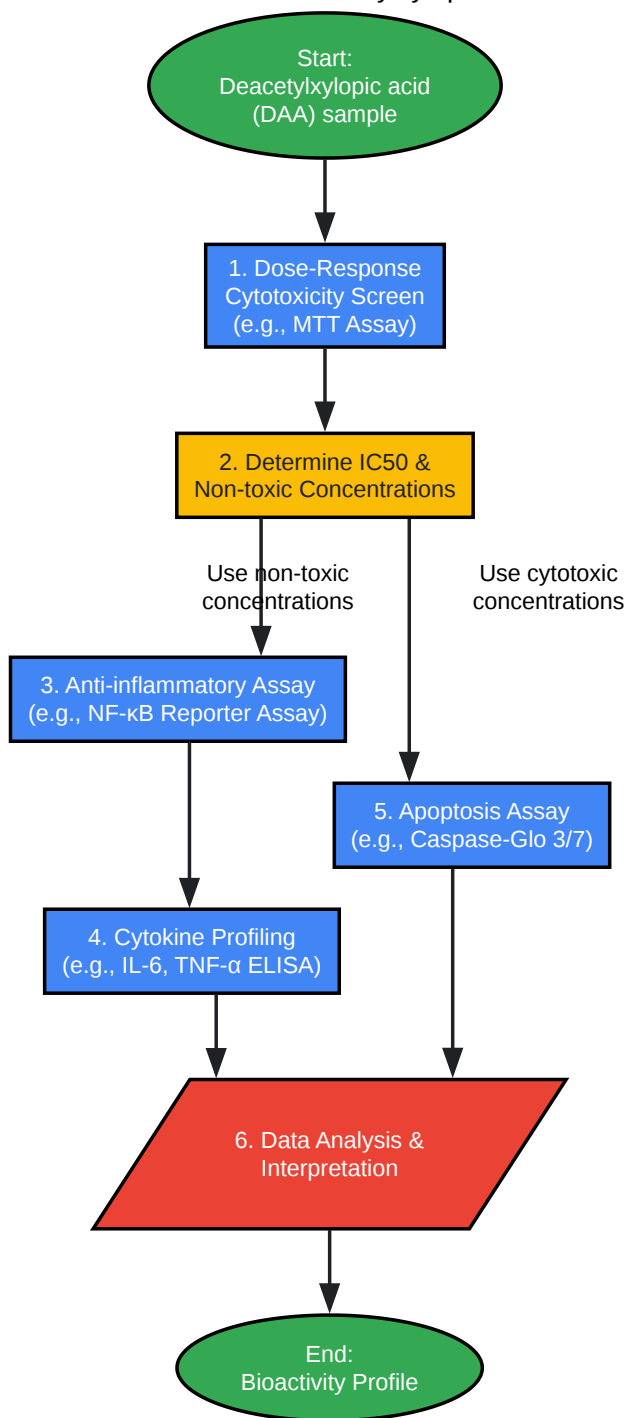 Start:
Deacetylxylopic acid
(DAA) sample
1. Dose-Response
Cytotoxicity Screen
(e.g., MTT Assay)
2. Determine IC50 &
Non-toxic Concentrations
Use non-toxic
concentrations
Use cytotoxic
concentrations
3. Anti-inflammatory Assay
(e.g., NF-κB Reporter Assay)
5. Apoptosis Assay
(e.g., Caspase-Glo 3/7)
4. Cytokine Profiling
(e.g., IL-6, TNF-α ELISA)
6. Data Analysis &
Interpretation
End:
Bioactivity Profile